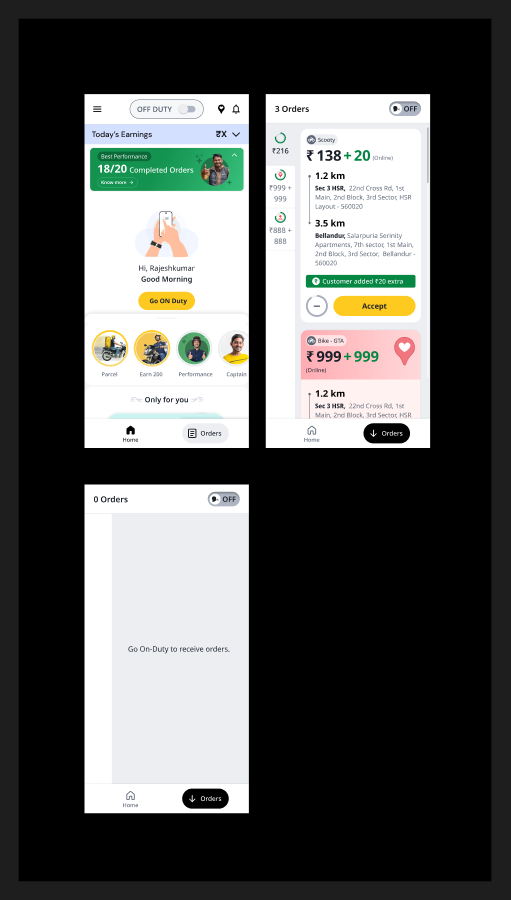 OFF DUTY
Today's Earnings
₹X
Best Performance
18/20 Completed Orders
Know more →
Hi, Rajeshkumar
Good Morning
Go ON Duty
Parcel
Earn 200
Performance
Captain
Only for you
Home
Orders
3 Orders
OFF
₹216
₹999 +
999
₹888 +
888
Scooty
₹ 138 + 20 (Online)
1.2 km
Sec 3 HSR, 22nd Cross Rd, 1st
Main, 2nd Block, 3rd Sector, HSR
Layout - 560020
3.5 km
Bellandur, Salarpuria Serinity
Apartments, 7th sector, 1st Main,
2nd Block, 3rd Sector, Bellandur -
560020
Customer added ₹20 extra
Accept
Bike - GTA
₹ 999 + 999
(Online)
1.2 km
Sec 3 HSR, 22nd Cross Rd, 1st
Main, 2nd Block, 3rd Sector, HSR
Home
Orders
0 Orders
OFF
Go On-Duty to receive orders.
Home
Orders